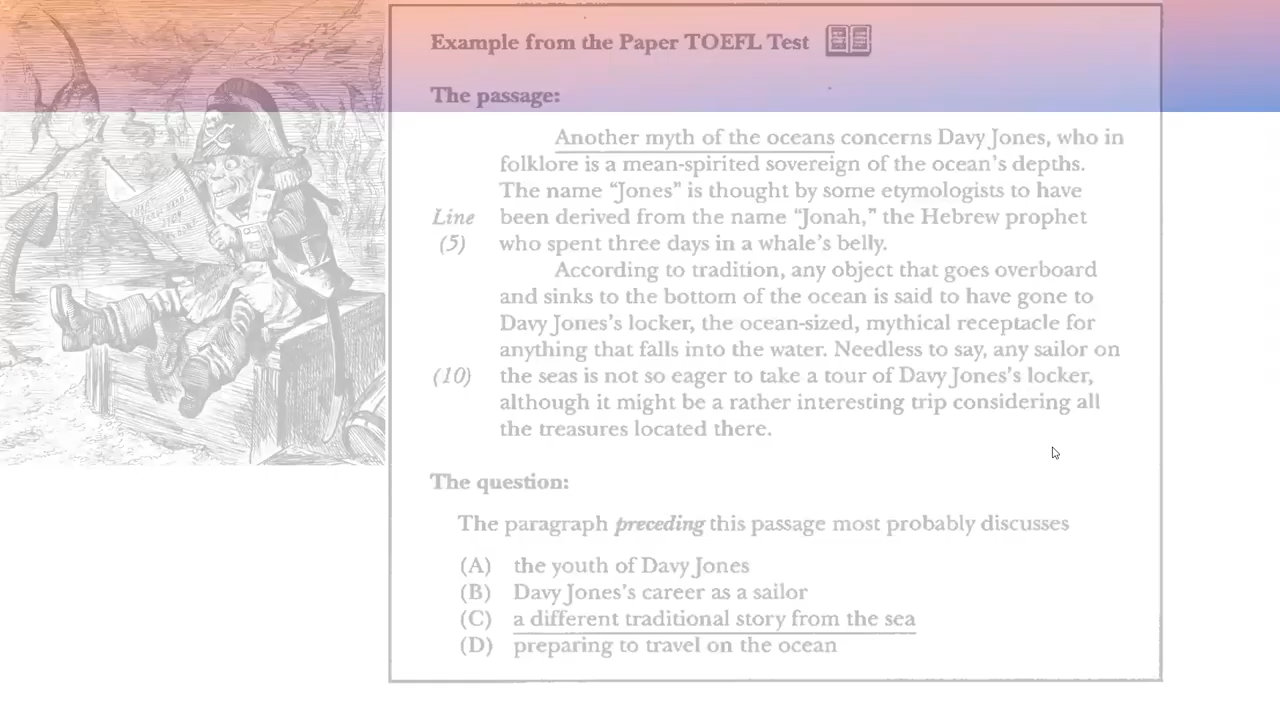 Example from the Paper TOEFL Test
The passage:
Another myth of the oceans concerns Davy Jones, who in
folklore is a mean-spirited sovereign of the ocean's depths.
The name “Jones” is thought by some etymologists to have
Line been derived from the name “Jonah,” the Hebrew prophet
(5) who spent three days in a whale's belly.
According to tradition, any object that goes overboard
and sinks to the bottom of the ocean is said to have gone to
Davy Jones's locker, the ocean-sized, mythical receptacle for
anything that falls into the water. Needless to say, any sailor on
(10) the seas is not so eager to take a tour of Davy Jones's locker,
although it might be a rather interesting trip considering all
the treasures located there.
The question:
The paragraph preceding this passage most probably discusses
(A) the youth of Davy Jones
(B) Davy Jones's career as a sailor
(C) a different traditional story from the sea
(D) preparing to travel on the ocean